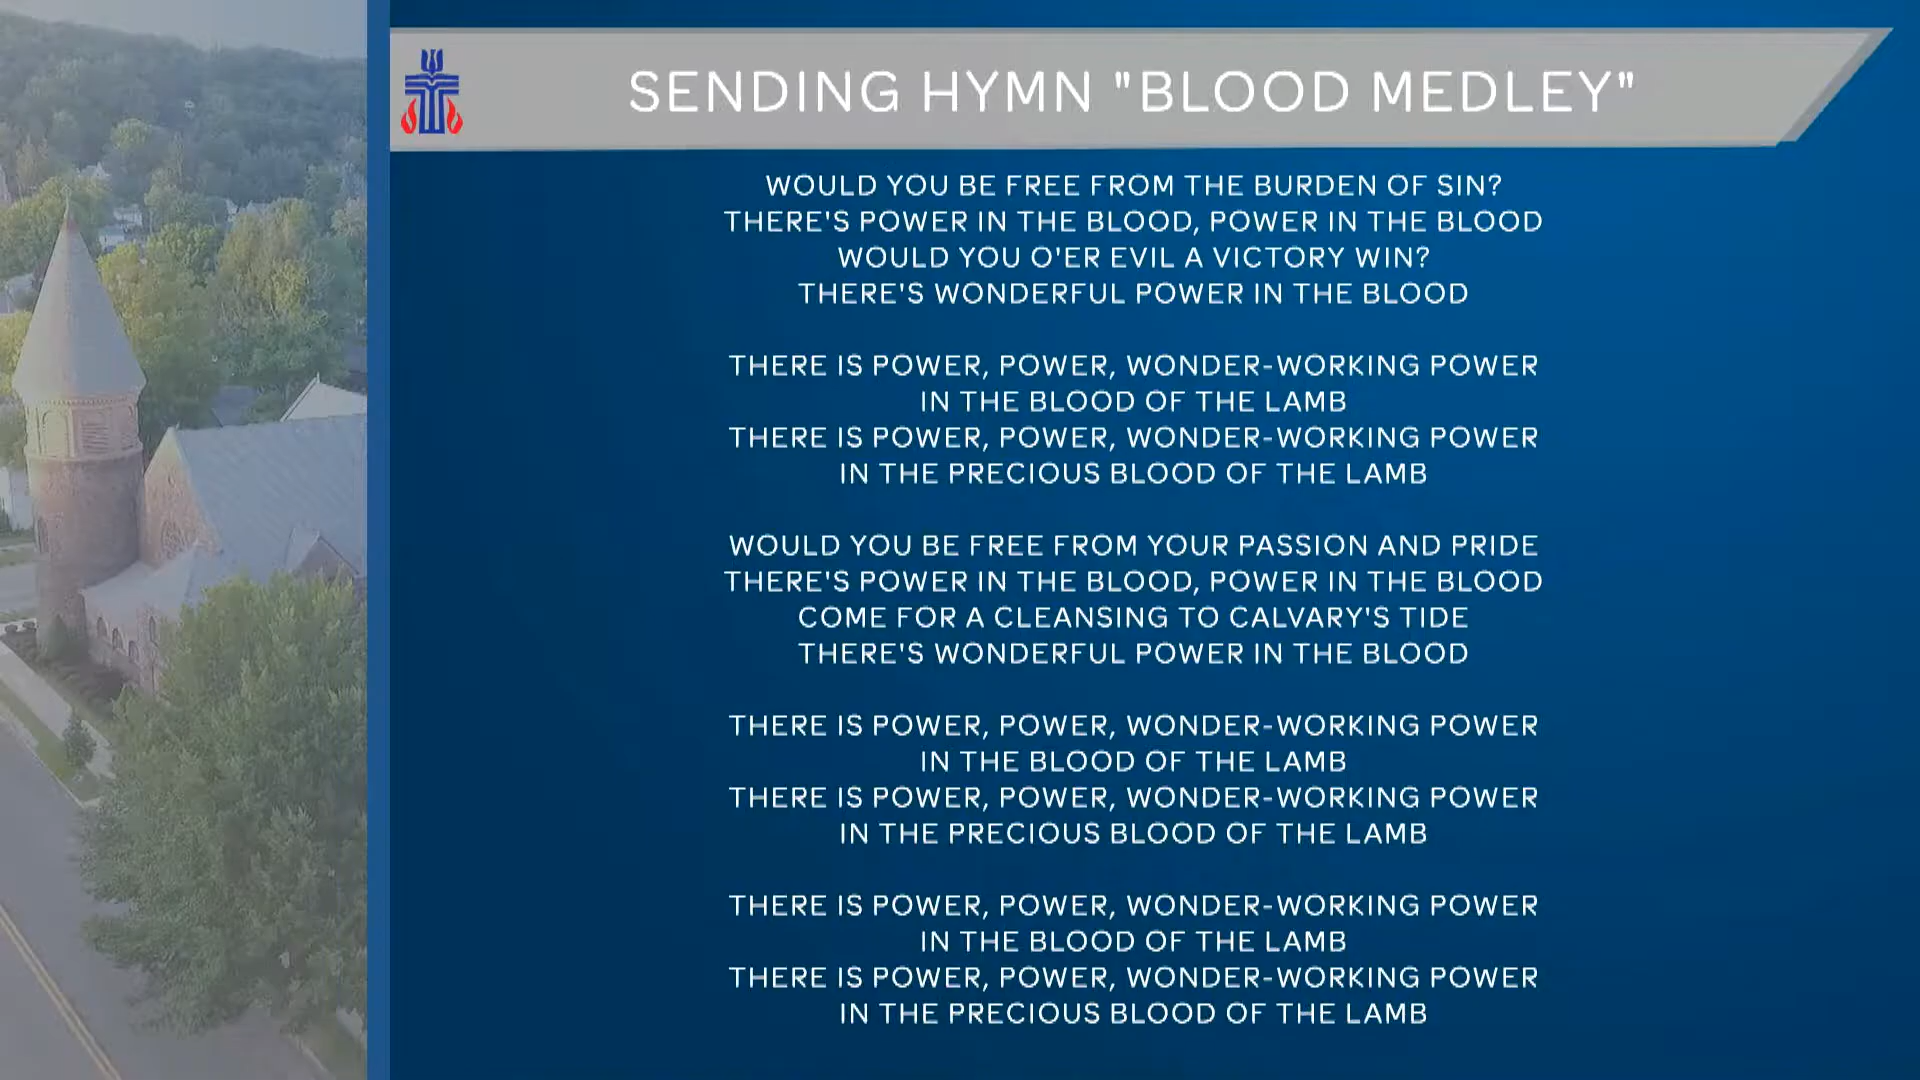 SENDING HYMN "BLOOD MEDLEY"
WOULD YOU BE FREE FROM THE BURDEN OF SIN?
THERE'S POWER IN THE BLOOD, POWER IN THE BLOOD
WOULD YOU O'ER EVIL A VICTORY WIN?
THERE'S WONDERFUL POWER IN THE BLOOD
THERE IS POWER, POWER, WONDER-WORKING POWER
IN THE BLOOD OF THE LAMB
THERE IS POWER, POWER, WONDER-WORKING POWER
IN THE PRECIOUS BLOOD OF THE LAMB
WOULD YOU BE FREE FROM YOUR PASSION AND PRIDE
THERE'S POWER IN THE BLOOD, POWER IN THE BLOOD
COME FOR A CLEANSING TO CALVARY'S TIDE
THERE'S WONDERFUL POWER IN THE BLOOD
THERE IS POWER, POWER, WONDER-WORKING POWER
IN THE BLOOD OF THE LAMB
THERE IS POWER, POWER, WONDER-WORKING POWER
IN THE PRECIOUS BLOOD OF THE LAMB
THERE IS POWER, POWER, WONDER-WORKING POWER
IN THE BLOOD OF THE LAMB
THERE IS POWER, POWER, WONDER-WORKING POWER
IN THE PRECIOUS BLOOD OF THE LAMB